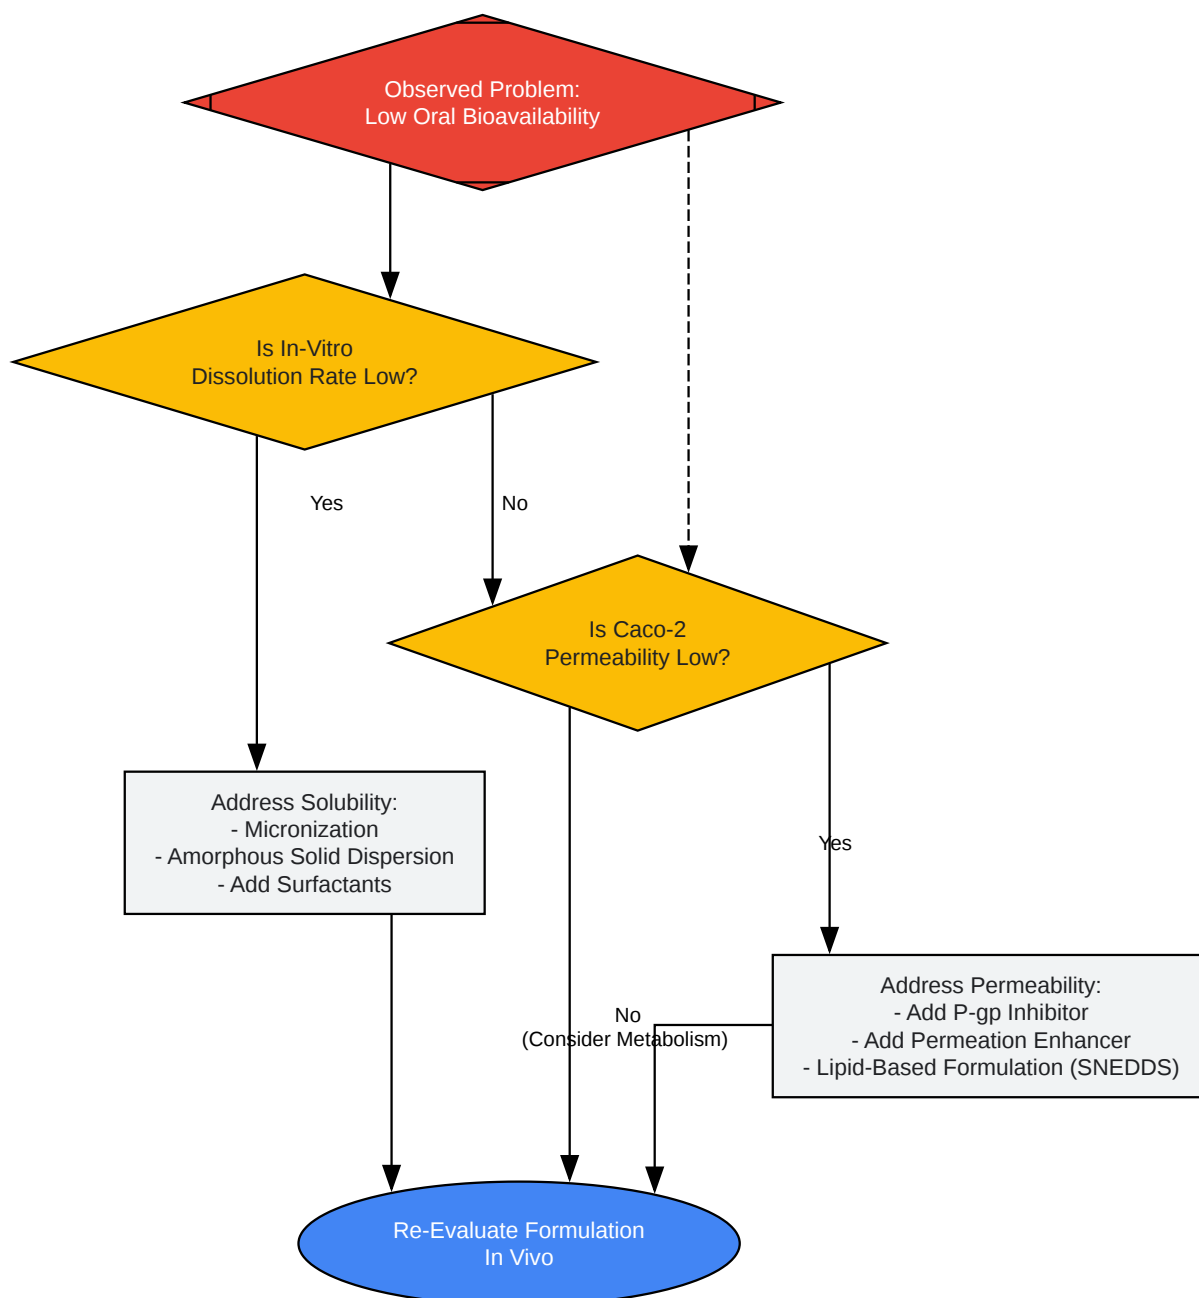 Observed Problem:
Low Oral Bioavailability
Is In-Vitro
Dissolution Rate Low?
Yes
No
Is Caco-2
Permeability Low?
Address Solubility:
- Micronization
- Amorphous Solid Dispersion
- Add Surfactants
Yes
No
(Consider Metabolism)
Address Permeability:
- Add P-gp Inhibitor
- Add Permeation Enhancer
- Lipid-Based Formulation (SNEDDS)
Re-Evaluate Formulation
In Vivo